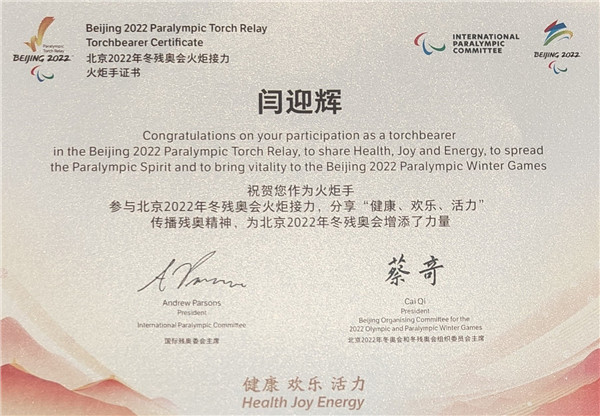 Paralympic
Torch Relay
BEIJING 2022
Beijing 2022 Paralympic Torch Relay
Torchbearer Certificate
北京2022年冬残奥会火炬接力
火炬手证书
INTERNATIONAL
PARALYMPIC
COMMITTEE
BEIJING 2022
闫迎辉
Congratulations on your participation as a torchbearer
in the Beijing 2022 Paralympic Torch Relay, to share Health, Joy and Energy, to spread
the Paralympic Spirit and to bring vitality to the Beijing 2022 Paralympic Winter Games
祝贺您作为火炬手
参与北京2022年冬残奥会火炬接力，分享“健康、欢乐、活力”
传播残奥精神、为北京2022年冬残奥会增添了力量
A Parsons
Andrew Parsons
President
International Paralympic Committee
国际残奥委会主席
蔡奇
Cai Qi
President
Beijing Organising Committee for the
2022 Olympic and Paralympic Winter Games
北京2022年冬奥会和冬残奥会组织委员会主席
健康 欢乐 活力
Health Joy Energy